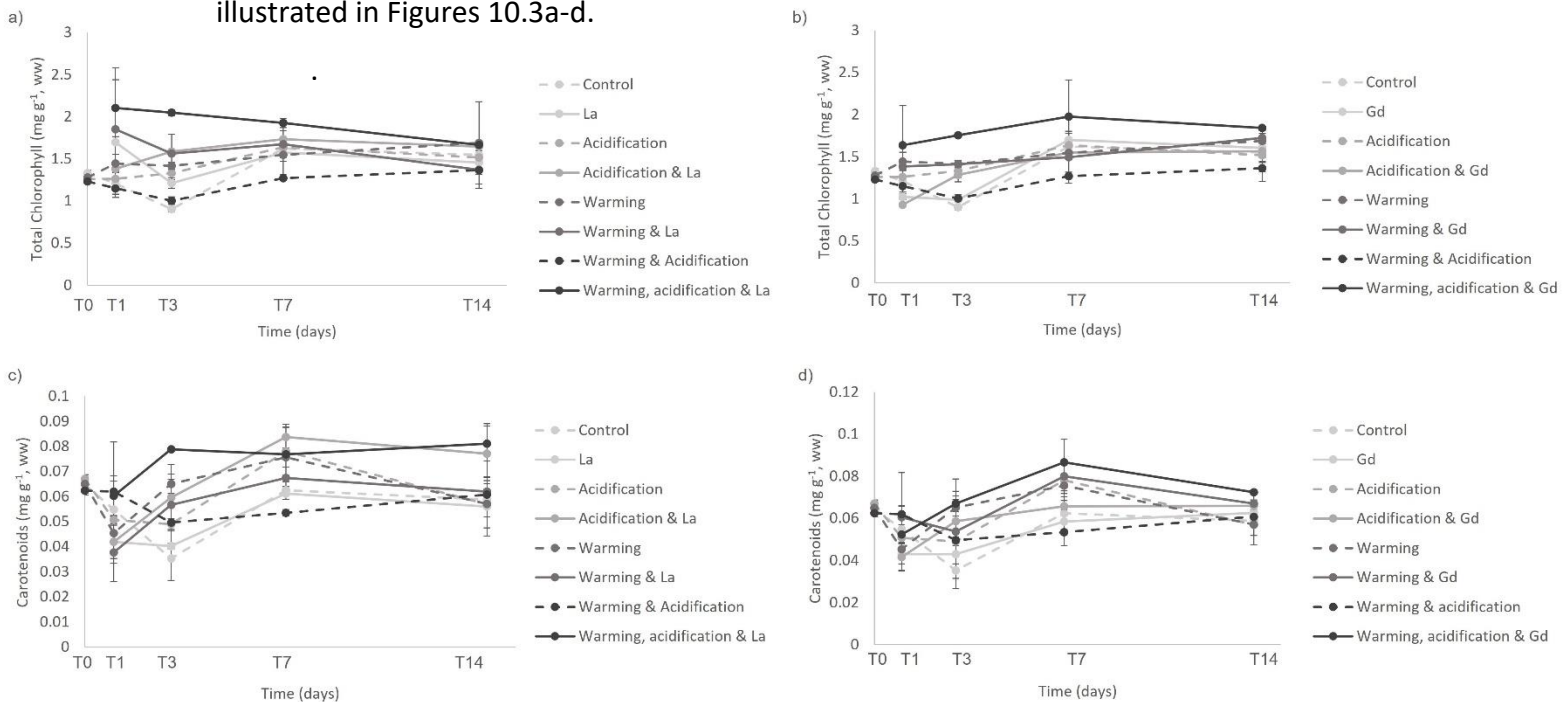 illustrated in Figures 10.3a-d.
a)
3
2.5
2
1.5
1
0.5
0
Total Chlorophyll (mg g⁻¹, ww)
T0 T1 T3 T7 T14
Time (days)
Control
La
Acidification
Acidification & La
Warming
Warming & La
Warming & Acidification
Warming, acidification & La
b)
3
2.5
2
1.5
1
0.5
0
Total Chlorophyll (mg g⁻¹, ww)
T0 T1 T3 T7 T14
Time (days)
Control
Gd
Acidification
Acidification & Gd
Warming
Warming & Gd
Warming & Acidification
Warming, acidification & Gd
c)
0.1
0.09
0.08
0.07
0.06
0.05
0.04
0.03
0.02
0.01
0
Carotenoids (mg g⁻¹, ww)
T0 T1 T3 T7 T14
Time (days)
Control
La
Acidification
Acidification & La
Warming
Warming & La
Warming & Acidification
Warming, acidification & La
d)
0.12
0.1
0.08
0.06
0.04
0.02
0
Carotenoids (mg g⁻¹, ww)
T0 T1 T3 T7 T14
Time (days)
Control
Gd
Acidification
Acidification & Gd
Warming
Warming & Gd
Warming & acidification
Warming, acidification & Gd